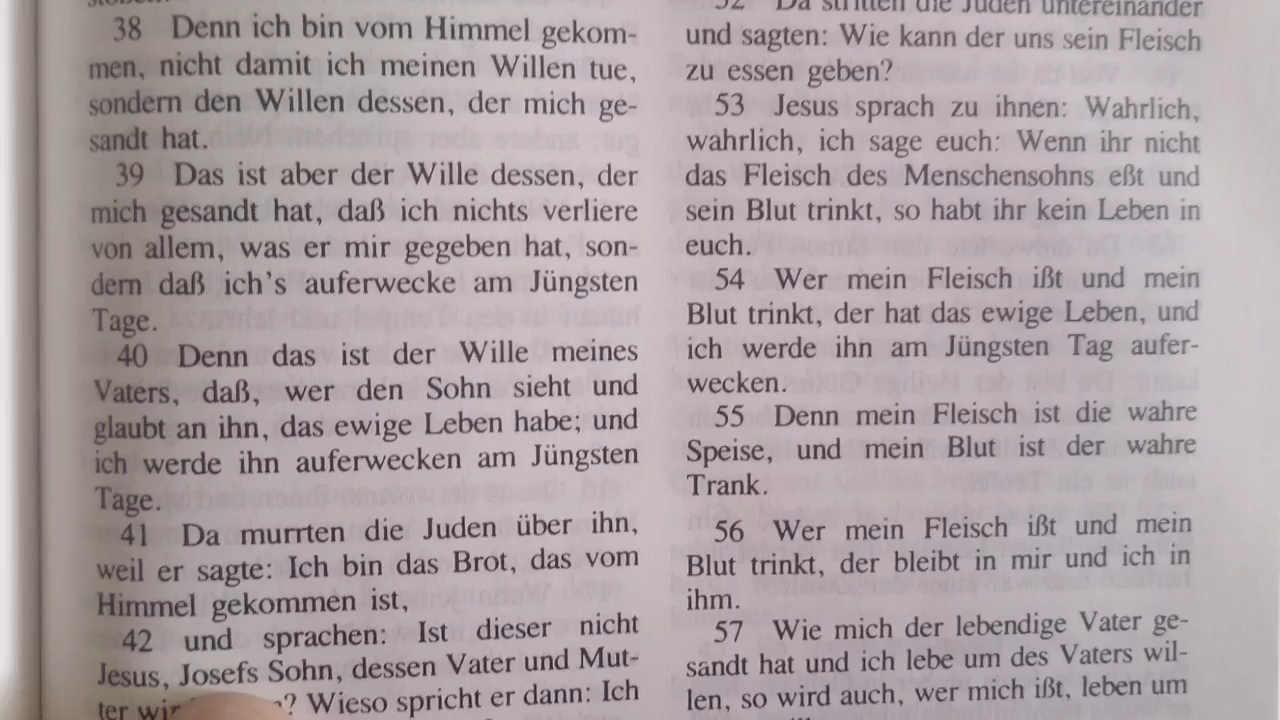 38 Denn ich bin vom Himmel gekom-
men, nicht damit ich meinen Willen tue,
sondern den Willen dessen, der mich ge-
sandt hat.
39 Das ist aber der Wille dessen, der
mich gesandt hat, daß ich nichts verliere
von allem, was er mir gegeben hat, son-
dern daß ich's auferwecke am Jüngsten
Tage.
40 Denn das ist der Wille meines
Vaters, daß, wer den Sohn sieht und
glaubt an ihn, das ewige Leben habe; und
ich werde ihn auferwecken am Jüngsten
Tage.
41 Da murrten die Juden über ihn,
weil er sagte: Ich bin das Brot, das vom
Himmel gekommen ist,
42 und sprachen: Ist dieser nicht
Jesus, Josefs Sohn, dessen Vater und Mut-
ter wir ? Wieso spricht er dann: Ich
52 Da stritten die Juden untereinander
und sagten: Wie kann der uns sein Fleisch
zu essen geben?
53 Jesus sprach zu ihnen: Wahrlich,
wahrlich, ich sage euch: Wenn ihr nicht
das Fleisch des Menschensohns eßt und
sein Blut trinkt, so habt ihr kein Leben in
euch.
54 Wer mein Fleisch ißt und mein
Blut trinkt, der hat das ewige Leben, und
ich werde ihn am Jüngsten Tag aufer-
wecken.
55 Denn mein Fleisch ist die wahre
Speise, und mein Blut ist der wahre
Trank.
56 Wer mein Fleisch ißt und mein
Blut trinkt, der bleibt in mir und ich in
ihm.
57 Wie mich der lebendige Vater ge-
sandt hat und ich lebe um des Vaters wil-
len, so wird auch, wer mich ißt, leben um